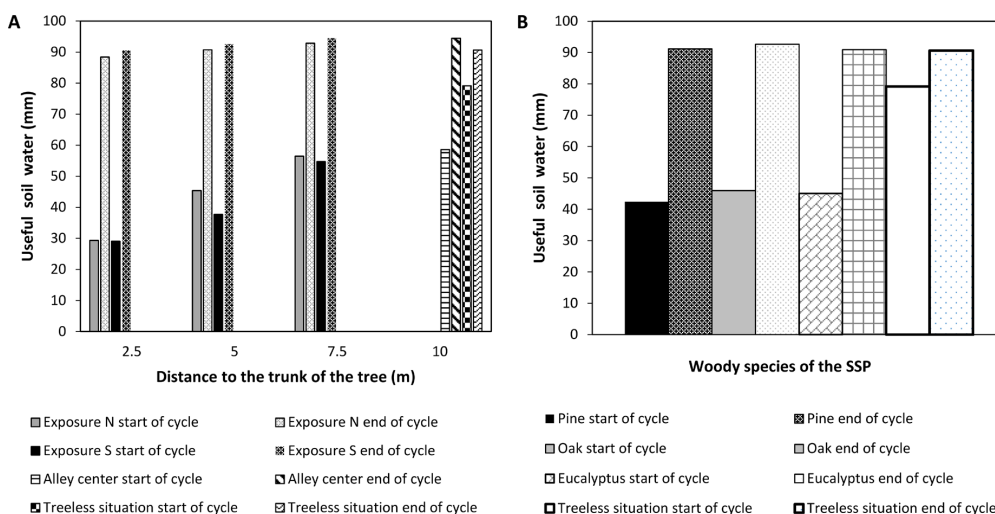 A
Useful soil water (mm)
100
90
80
70
60
50
40
30
20
10
0
2.5 5 7.5 10
Distance to the trunk of the tree (m)
Exposure N start of cycle Exposure N end of cycle
Exposure S start of cycle Exposure S end of cycle
Alley center start of cycle Alley center end of cycle
Treeless situation start of cycle Treeless situation end of cycle
B
Useful soil water (mm)
100
90
80
70
60
50
40
30
20
10
0
Woody species of the SSP
Pine start of cycle Pine end of cycle
Oak start of cycle Oak end of cycle
Eucalyptus start of cycle Eucalyptus end of cycle
Treeless situation start of cycle Treeless situation end of cycle